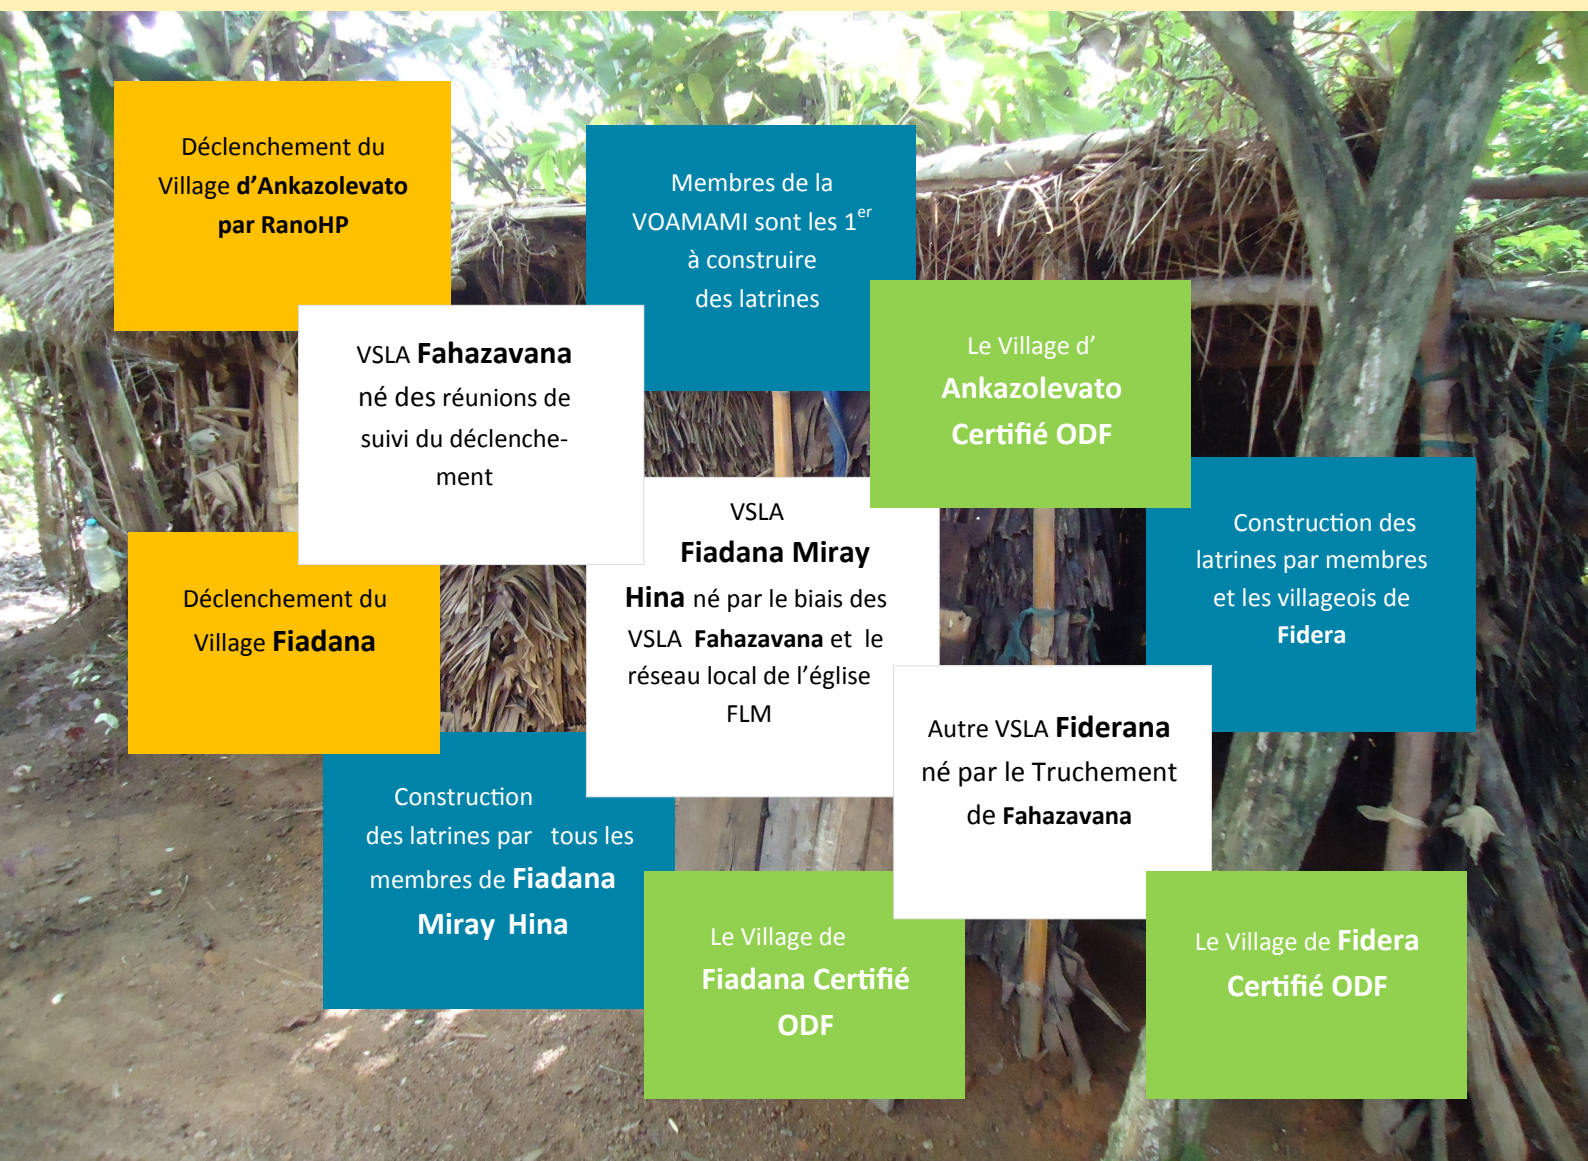 Déclenchement du
Village d'Ankazolevato
par RanoHP
Membres de la
VOAMAMI sont les 1er
à construire
des latrines
VSLA Fahazavana
né des réunions de
suivi du déclenche-
ment
Le Village d’
Ankazolevato
Certifié ODF
VSLA
Fiadana Miray
Hina né par le biais des
VSLA Fahazavana et le
réseau local de l’église
FLM
Construction des
latrines par membres
et les villageois de
Fidera
Déclenchement du
Village Fiadana
Autre VSLA Fiderana
né par le Truchement
de Fahazavana
Construction
des latrines par tous les
membres de Fiadana
Miray Hina
Le Village de
Fiadana Certifié
ODF
Le Village de Fidera
Certifié ODF